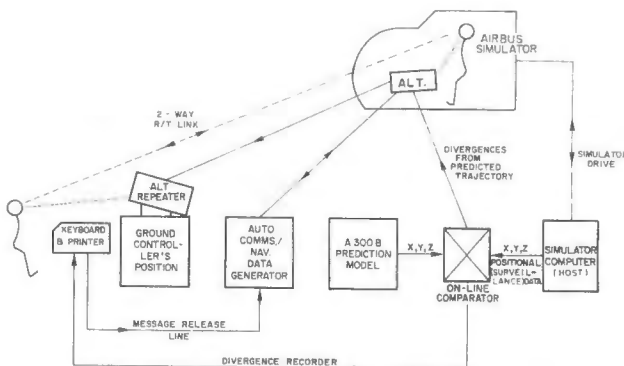 AIRBUS
SIMULATOR
ALT.
2 - WAY
R/T LINK
DIVERGENCES
FROM
PREDICTED
TRAJECTORY
SIMULATOR
DRIVE
ALT
REPEATER
KEYBOARD
& PRINTER
GROUND
CONTROL-
LER'S
POSITION
AUTO
COMMS./
NAV.
DATA
GENERATOR
A 300 B
PREDICTION
MODEL
X,Y,Z
X,Y,Z
POSITIONAL
(SURVEIL-
LANCE)DATA
SIMULATOR
COMPUTER
(HOST)
ON-LINE
COMPARATOR
MESSAGE RELEASE
LINE
DIVERGENCE RECORDER